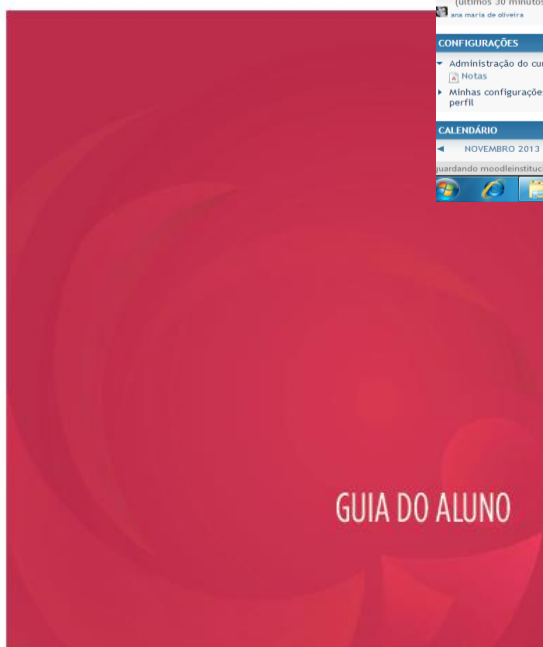 (últimos 30 minutos
ana maria de oliveira
CONFIGURAÇÕES
Administração do cu
Notas
Minhas configuraçõe
perfil
CALENDÁRIO
NOVEMBRO 2013
guardando moodleinstituc
GUIA DO ALUNO